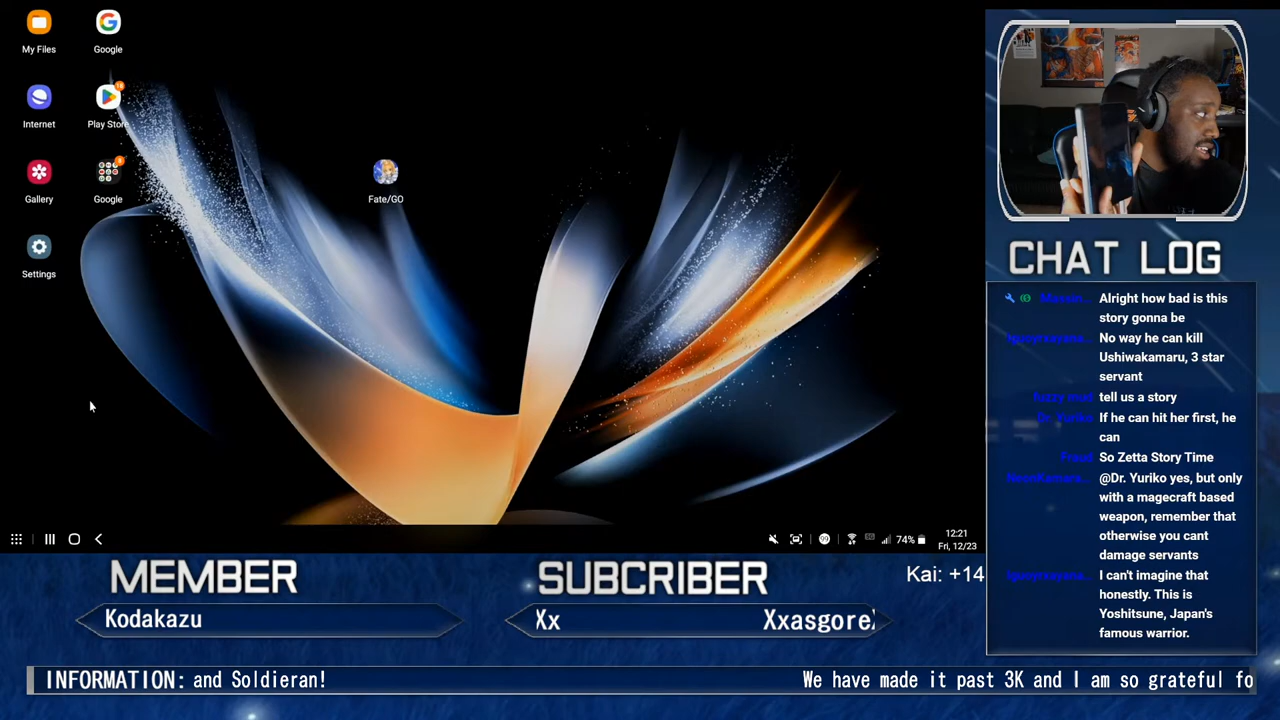 My Files
Google
Internet
Play Store
Gallery
Google
Fate/GO
Settings
74%
12:21
Fri, 12/23
CHAT LOG
Alright how bad is this
story gonna be
No way he can kill
Ushiwakamaru, 3 star
servant
tell us a story
Dr. Yuriko
If he can hit her first, he
can
Fraud
So Zetta Story Time
@Dr. Yuriko yes, but only
with a magecraft based
weapon, remember that
otherwise you cant
damage servants
I can't imagine that
honestly. This is
Yoshitsune, Japan's
famous warrior.
MEMBER
Kodakazu
SUBCRIBER
Xx
Kai: +14
INFORMATION: and Soldieran!
We have made it past 3K and I am so grateful fo